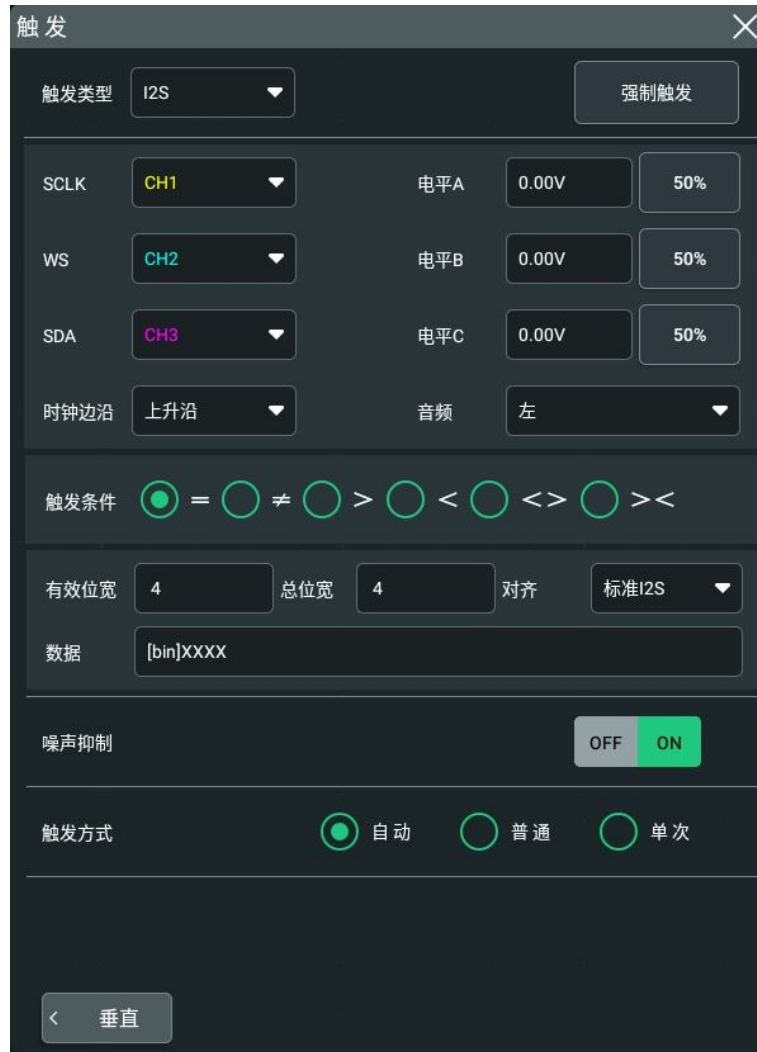 触发
触发类型 I2S 强制触发
SCLK CH1 电平A 0.00V 50%
WS CH2 电平B 0.00V 50%
SDA CH3 电平C 0.00V 50%
时钟边沿 上升沿 音频 左
触发条件 = ≠ > < <> ><
有效位宽 4 总位宽 4 对齐 标准I2S
数据 [bin]XXXX
噪声抑制 OFF ON
触发方式 自动 普通 单次
< 垂直